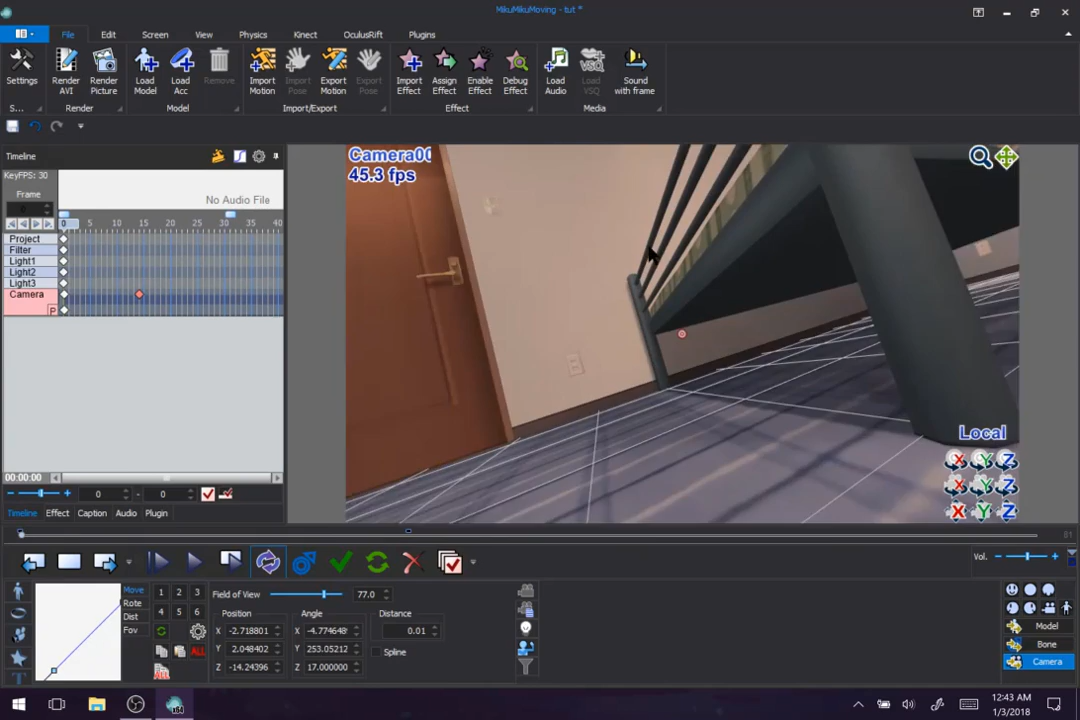 MikuMikuMoving - tut *
File Edit Screen View Physics Kinect OculusRift Plugins
Settings Render AVI Render Picture Load Model Load Acc Remove Import Motion Import Pose Export Motion Export Pose Import Effect Assign Effect Enable Effect Debug Effect Load Audio Load VSQ Sound with frame
S... Render Model Import/Export Effect Media
Timeline
KeyFPS: 30
Frame
No Audio File
0
0 5 10 15 20 25 30 35 40
Project
Filter
Light1
Light2
Light3
Camera
P
Camera00
45.3 fps
Local
X Y Z
X Y Z
X Y Z
00:00:00
0 - 0
Timeline Effect Caption Audio Plugin
Vol.
Move
Rote
Dist
Fov
1 2 3
4 5 6
ALL
ALL
Field of View 77.0
Position Angle Distance
X -2.718801 X -4.774648 0.01
Y 2.048402 Y 253.05212 Spline
Z -14.24396 Z 17.000000
Model
Bone
Camera
x64
12:43 AM
1/3/2018